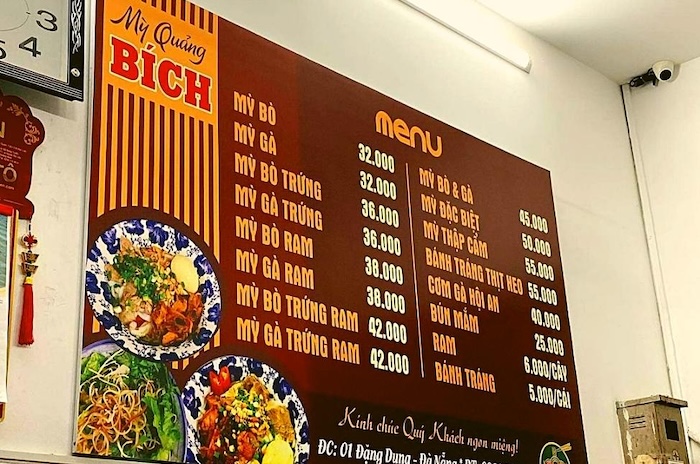 Mỳ Quảng
BÍCH
menu
MỲ BÒ 32.000
MỲ GÀ 32.000
MỲ BÒ TRỨNG 36.000
MỲ GÀ TRỨNG 36.000
MỲ BÒ RAM 38.000
MỲ GÀ RAM 38.000
MỲ BÒ TRỨNG RAM 42.000
MỲ GÀ TRỨNG RAM 42.000
MỲ BÒ & GÀ 45.000
MỲ ĐẶC BIỆT 50.000
MỲ THẬP CẨM 55.000
BÁNH TRÁNG THỊT HEO 55.000
CƠM GÀ HỘI AN 40.000
BÚN MẮM 25.000
RAM 6.000/CÂY
BÁNH TRÁNG 5.000/CÁI
Kính chúc Quý Khách ngon miệng!
ĐC: 01 Đặng Dung - Đà Nẵng
3
4
5